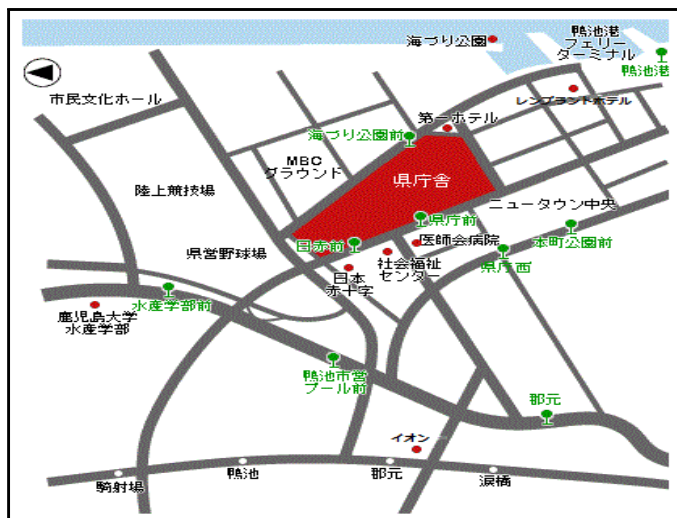 海づり公園
鴨池港
フェリー
ターミナル
鴨池港
市民文化ホール
レンブラントホテル
第一ホテル
海づり公園前
MBC
グラウンド
県庁舎
陸上競技場
ニュータウン中央
県庁前
本町公園前
日赤前
医師会病院
県営野球場
社会福祉
センター
県庁西
日本
赤十字
水産学部前
鹿児島大学
水産学部
鴨池市営
プール前
郡元
イオン
騎射場
鴨池
郡元
涙橋